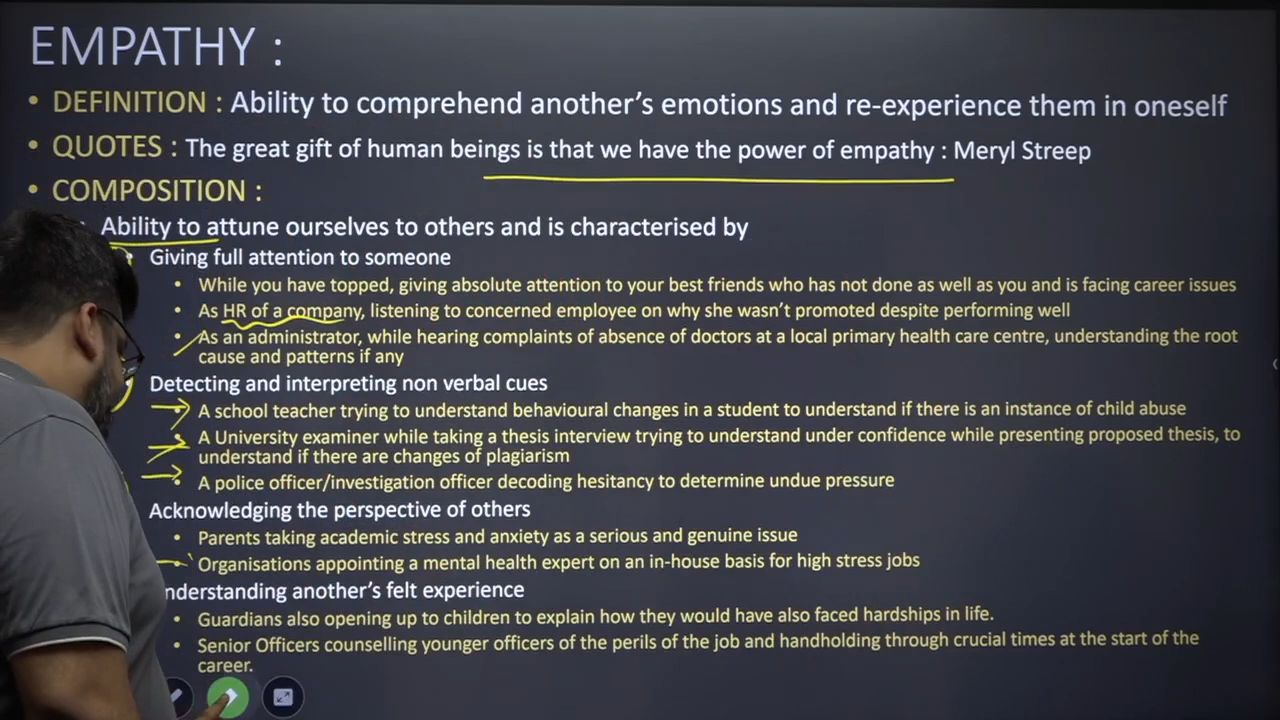 EMPATHY :
• DEFINITION : Ability to comprehend another's emotions and re-experience them in oneself
• QUOTES : The great gift of human beings is that we have the power of empathy : Meryl Streep
• COMPOSITION :
Ability to attune ourselves to others and is characterised by
Giving full attention to someone
• While you have topped, giving absolute attention to your best friends who has not done as well as you and is facing career issues
• As HR of a company, listening to concerned employee on why she wasn't promoted despite performing well
• As an administrator, while hearing complaints of absence of doctors at a local primary health care centre, understanding the root
cause and patterns if any
Detecting and interpreting non verbal cues
• A school teacher trying to understand behavioural changes in a student to understand if there is an instance of child abuse
• A University examiner while taking a thesis interview trying to understand under confidence while presenting proposed thesis, to
understand if there are changes of plagiarism
• A police officer/investigation officer decoding hesitancy to determine undue pressure
Acknowledging the perspective of others
• Parents taking academic stress and anxiety as a serious and genuine issue
• Organisations appointing a mental health expert on an in-house basis for high stress jobs
nderstanding another's felt experience
• Guardians also opening up to children to explain how they would have also faced hardships in life.
• Senior Officers counselling younger officers of the perils of the job and handholding through crucial times at the start of the
career.